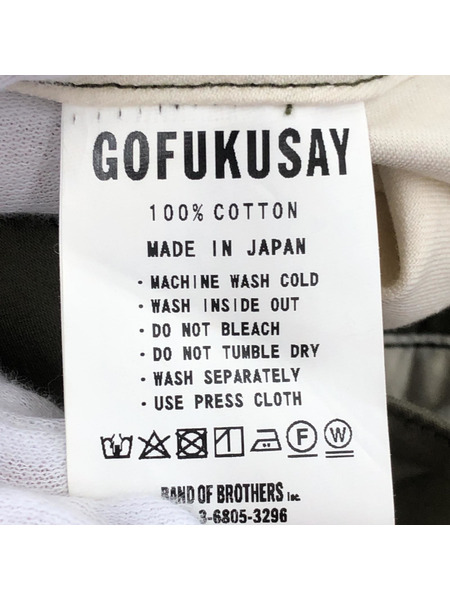 GOFUKUSAY
100% COTTON
MADE IN JAPAN
· MACHINE WASH COLD
· WASH INSIDE OUT
· DO NOT BLEACH
· DO NOT TUMBLE DRY
· WASH SEPARATELY
· USE PRESS CLOTH
F W
BAND OF BROTHERS Inc.
3-6805-3296